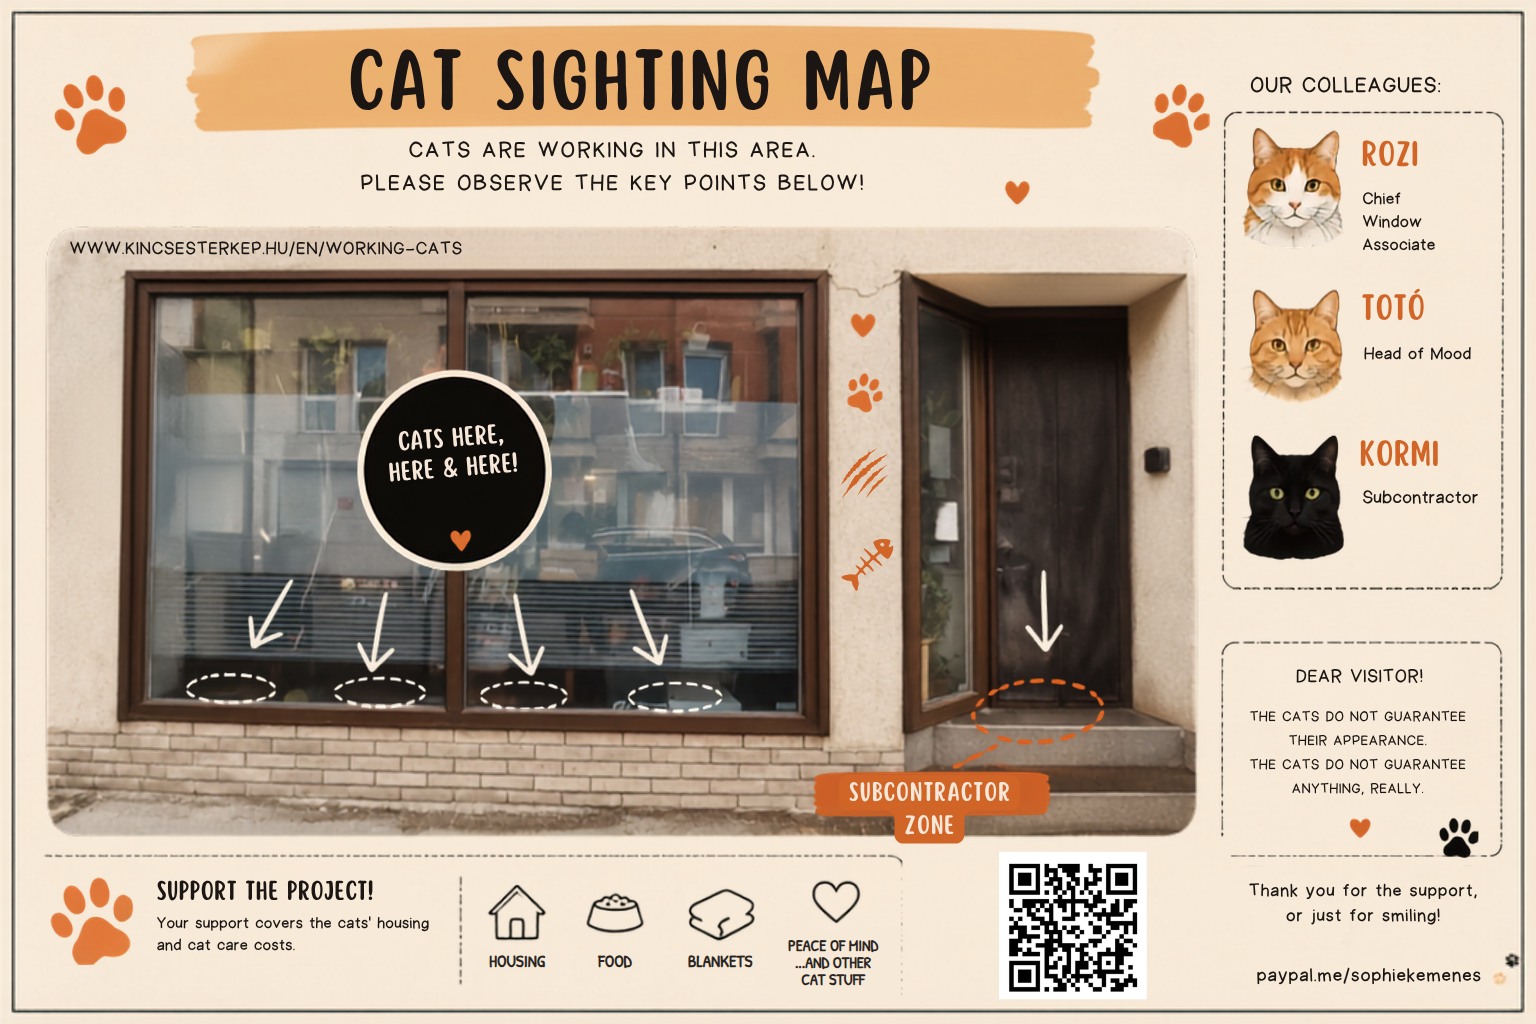 CAT SIGHTING MAP
CATS ARE WORKING IN THIS AREA.
PLEASE OBSERVE THE KEY POINTS BELOW!
WWW.KINCSESTERKEP.HU/EN/WORKING-CATS
CATS HERE,
HERE & HERE!
SUBCONTRACTOR
ZONE
OUR COLLEAGUES:
ROZI
Chief
Window
Associate
TOTÓ
Head of Mood
KORMI
Subcontractor
DEAR VISITOR!
THE CATS DO NOT GUARANTEE
THEIR APPEARANCE.
THE CATS DO NOT GUARANTEE
ANYTHING, REALLY.
SUPPORT THE PROJECT!
Your support covers the cats' housing
and cat care costs.
HOUSING
FOOD
BLANKETS
PEACE OF MIND
...AND OTHER
CAT STUFF
Thank you for the support,
or just for smiling!
paypal.me/sophiekemenes